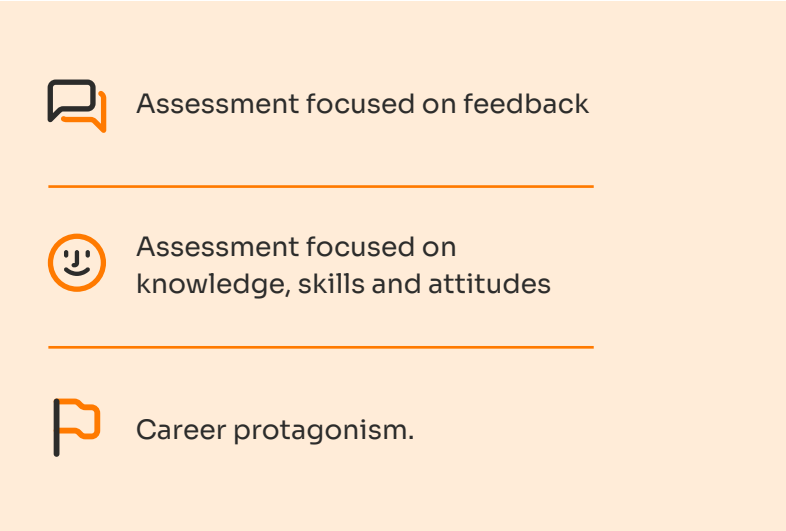 Assessment focused on feedback
Assessment focused on
knowledge, skills and attitudes
Career protagonism.